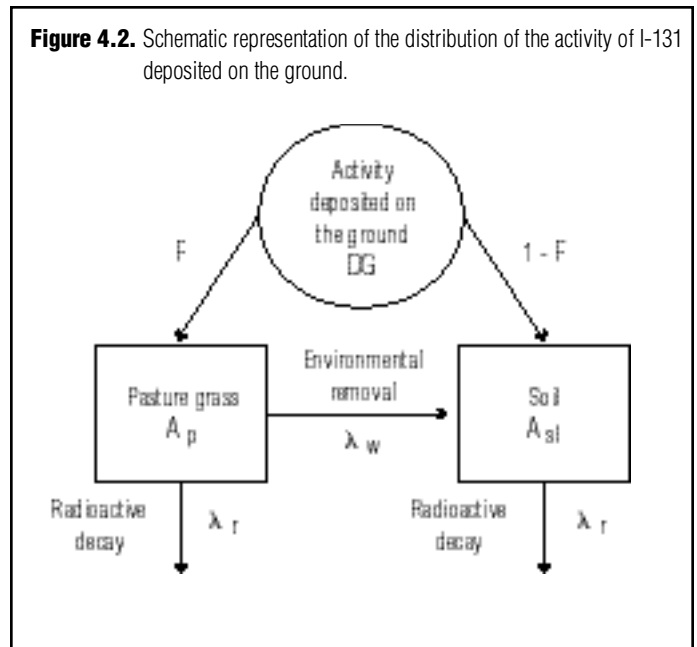 Figure 4.2. Schematic representation of the distribution of the activity of I-131
deposited on the ground.
Activity
deposited on
the ground
DG
F
1 - F
Pasture grass
A p
Environmental
removal
λ w
Soil
A sl
Radioactive
decay
λ r
Radioactive
decay
λ r